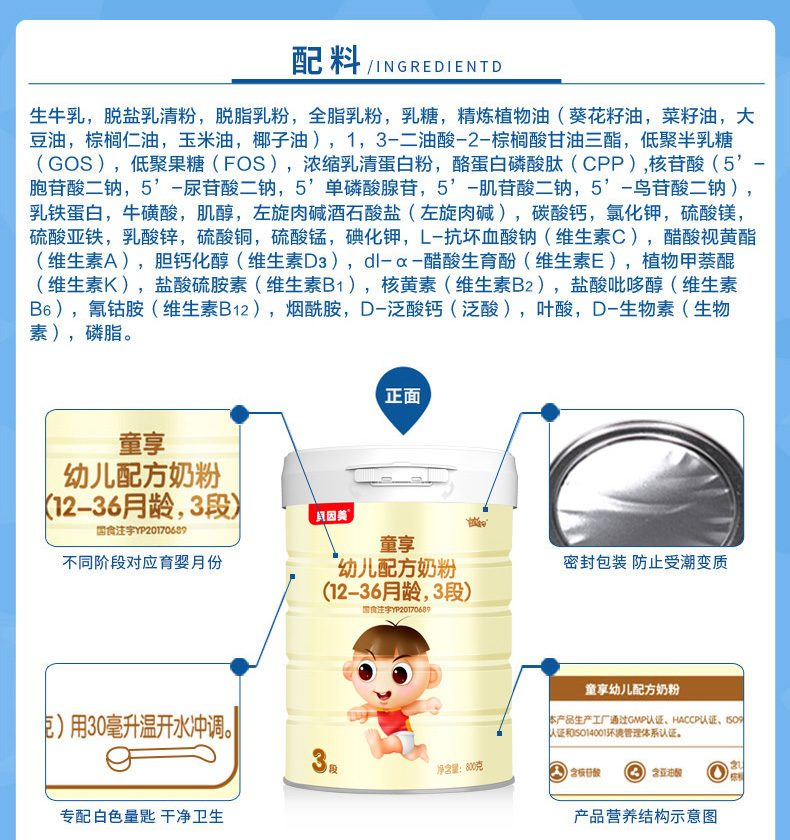 配料/INGREDIENTD
生牛乳，脱盐乳清粉，脱脂乳粉，全脂乳粉，乳糖，精炼植物油（葵花籽油，菜籽油，大
豆油，棕榈仁油，玉米油，椰子油），1，3-二油酸-2-棕榈酸甘油三酯，低聚半乳糖
（GOS），低聚果糖（FOS），浓缩乳清蛋白粉，酪蛋白磷酸肽（CPP）,核苷酸（5’-
胞苷酸二钠，5’-尿苷酸二钠，5’单磷酸腺苷，5’-肌苷酸二钠，5’-鸟苷酸二钠），
乳铁蛋白，牛磺酸，肌醇，左旋肉碱酒石酸盐（左旋肉碱），碳酸钙，氯化钾，硫酸镁，
硫酸亚铁，乳酸锌，硫酸铜，硫酸锰，碘化钾，L-抗坏血酸钠（维生素C），醋酸视黄酯
（维生素A），胆钙化醇（维生素D3），dl-α-醋酸生育酚（维生素E），植物甲萘醌
（维生素K），盐酸硫胺素（维生素B1），核黄素（维生素B2），盐酸吡哆醇（维生素
B6），氰钴胺（维生素B12），烟酰胺，D-泛酸钙（泛酸），叶酸，D-生物素（生物
素），磷脂。
正面
童享
幼儿配方奶粉
(12-36月龄，3段)
国食注字YP20170689
不同阶段对应育婴月份
贝因美
童享
幼儿配方奶粉
(12-36月龄，3段)
国食注字YP20170689
3段
净含量：800克
密封包装 防止受潮变质
克）用30毫升温开水冲调。
专配白色量匙 干净卫生
童享幼儿配方奶粉
本产品生产工厂通过GMP认证、HACCP认证、ISO9
认证和ISO14001环境管理体系认证。
含核苷酸
含亚油酸
含1,
棕榈
产品营养结构示意图